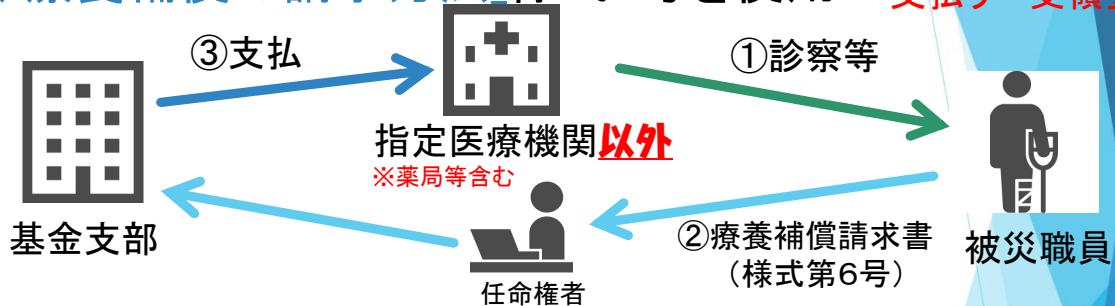 ③支払
①診察等
指定医療機関以外
※薬局等含む
基金支部
②療養補償請求書
(様式第6号)
被災職員
任命権者